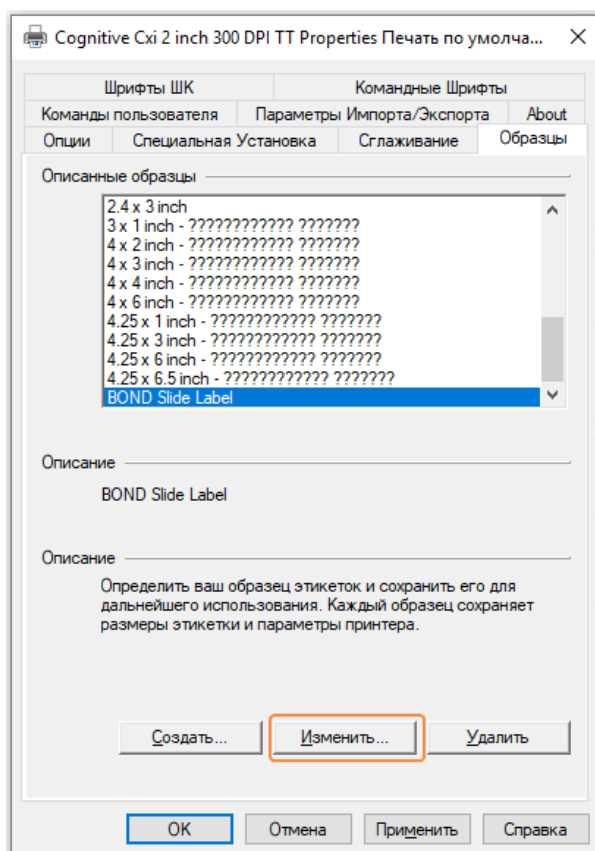 Cognitive Cxi 2 inch 300 DPI TT Properties Печать по умолча...
Шрифты ШК Командные Шрифты
Команды пользователя Параметры Импорта/Экспорта About
Опции Специальная Установка Сглаживание Образцы
Описанные образцы
2.4 x 3 inch
3 x 1 inch - ???????????? ???????
4 x 2 inch - ???????????? ???????
4 x 3 inch - ???????????? ???????
4 x 4 inch - ???????????? ???????
4 x 6 inch - ???????????? ???????
4.25 x 1 inch - ???????????? ???????
4.25 x 3 inch - ???????????? ???????
4.25 x 6 inch - ???????????? ???????
4.25 x 6.5 inch - ???????????? ???????
BOND Slide Label
Описание
BOND Slide Label
Описание
Определить ваш образец этикеток и сохранить его для
дальнейшего использования. Каждый образец сохраняет
размеры этикетки и параметры принтера.
Создать... Изменить... Удалить
OK Отмена Применить Справка